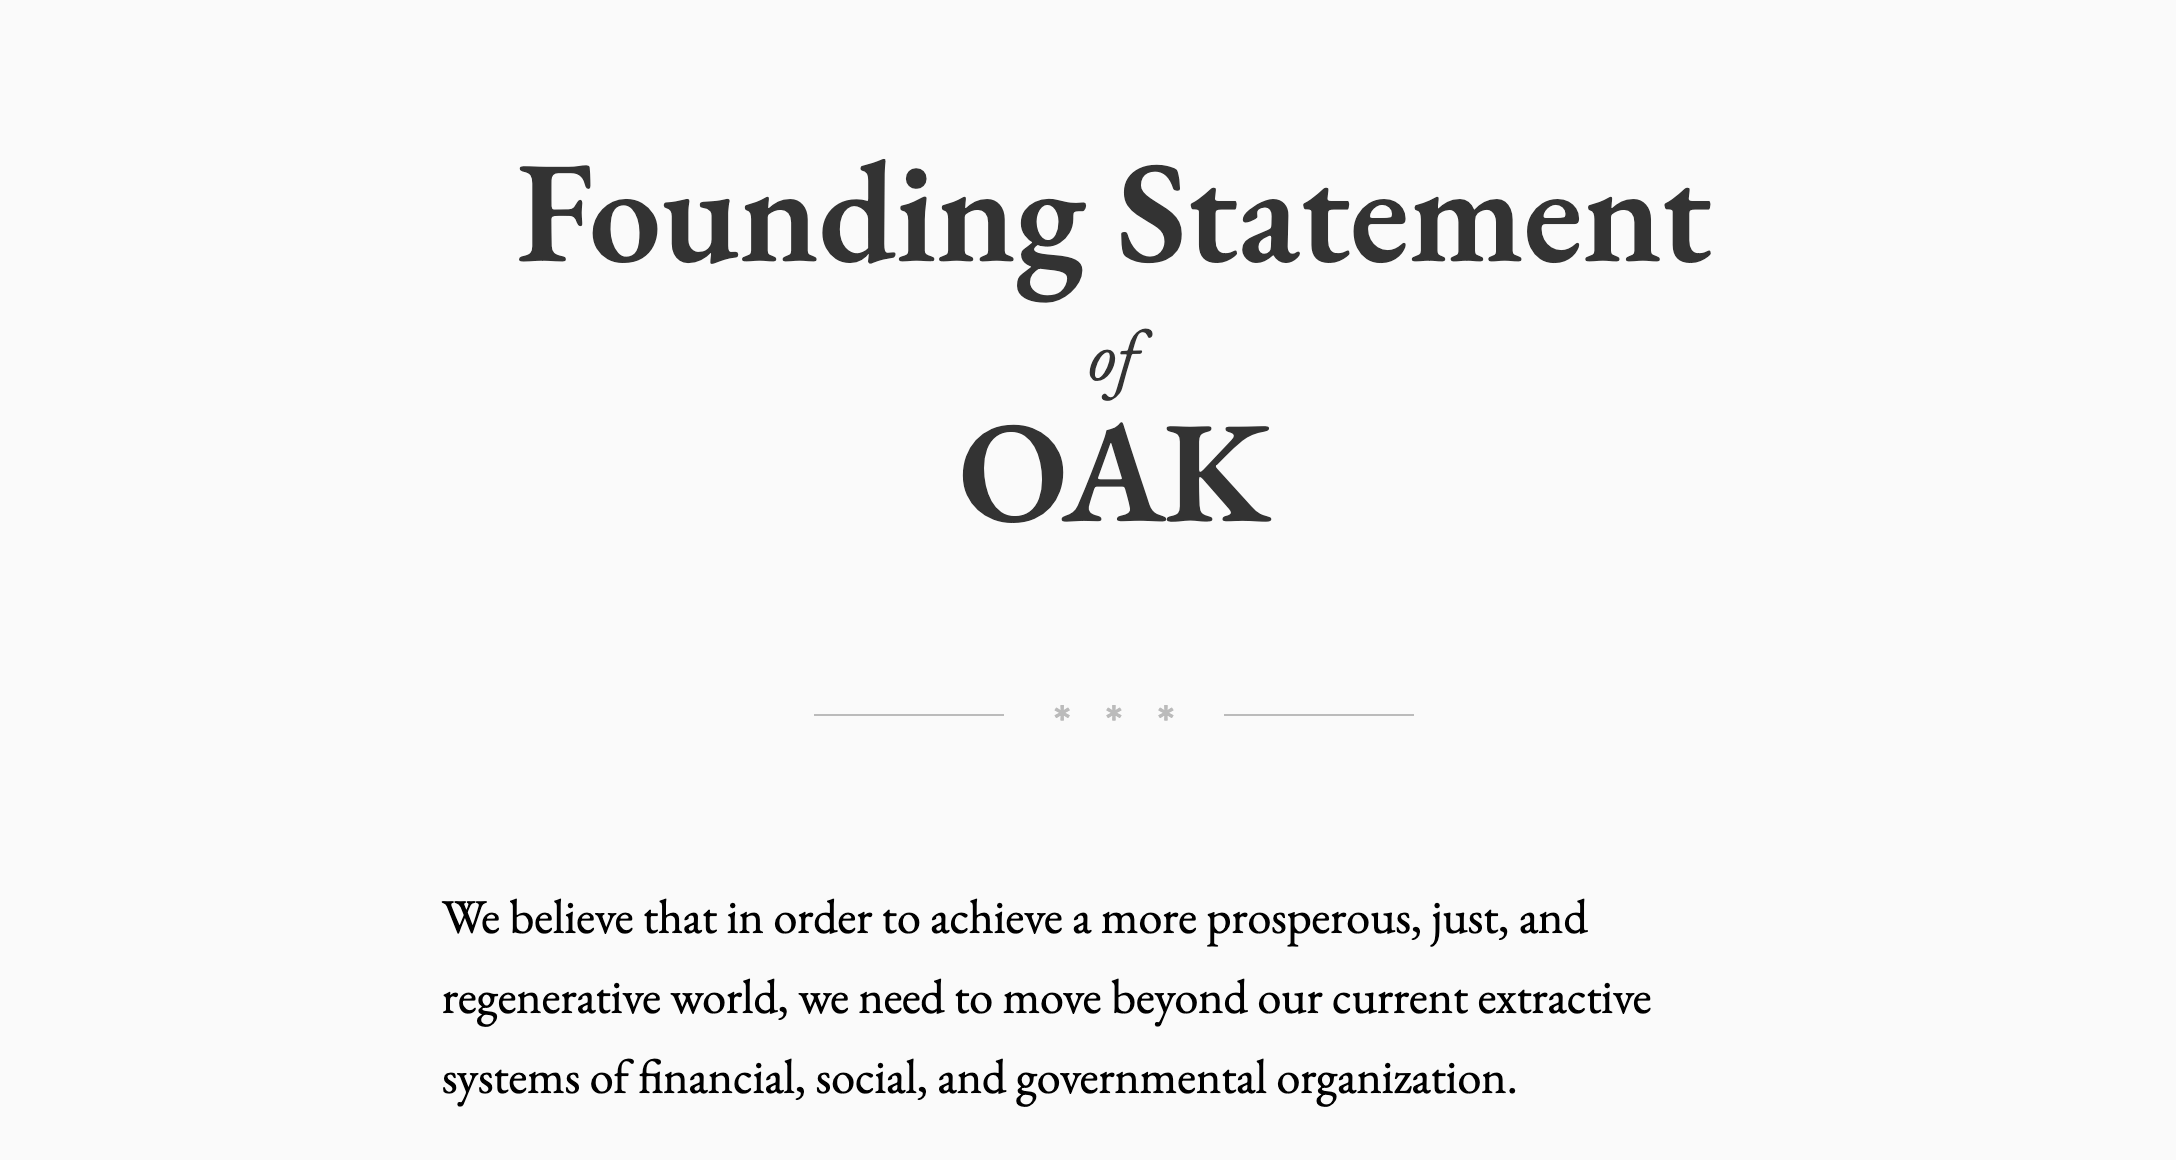 Founding Statement
of
OAK
* * *
We believe that in order to achieve a more prosperous, just, and
regenerative world, we need to move beyond our current extractive
systems of financial, social, and governmental organization.